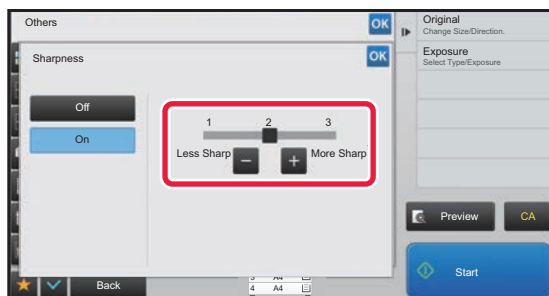 Others
OK
Original
Change Size/Direction.
Sharpness
OK
Exposure
Select Type/Exposure
Off
On
1 2 3
Less Sharp − + More Sharp
Preview
CA
Start
Back
3 A4
4 A4